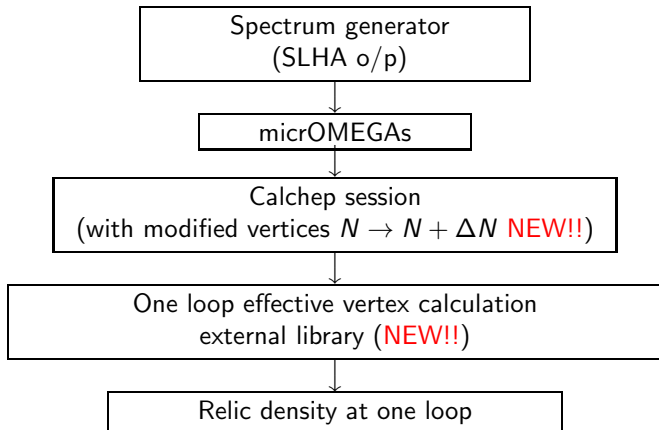 Spectrum generator
(SLHA o/p)
micrOMEGAs
Calchep session
(with modified vertices N → N + ΔN NEW!!)
One loop effective vertex calculation
external library (NEW!!)
Relic density at one loop